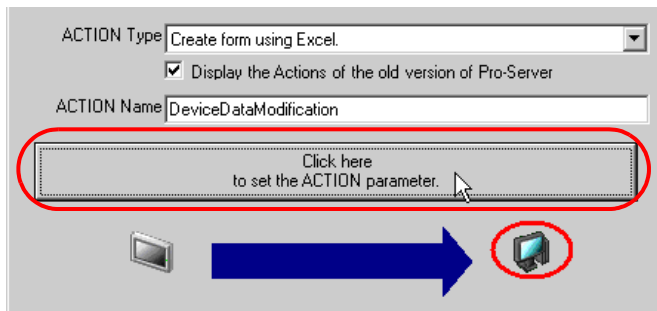 ACTION Type Create form using Excel.
Display the Actions of the old version of Pro-Server
ACTION Name DeviceDataModification
Click here
to set the ACTION parameter.